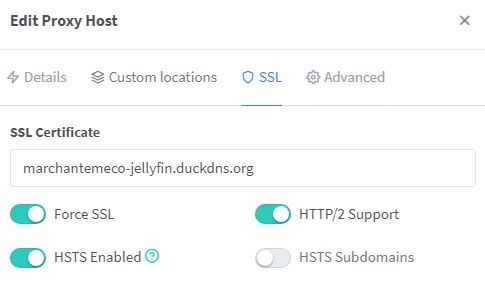 Edit Proxy Host
Details Custom locations SSL Advanced
SSL Certificate
marchantemeco-jellyfin.duckdns.org
Force SSL HTTP/2 Support
HSTS Enabled HSTS Subdomains